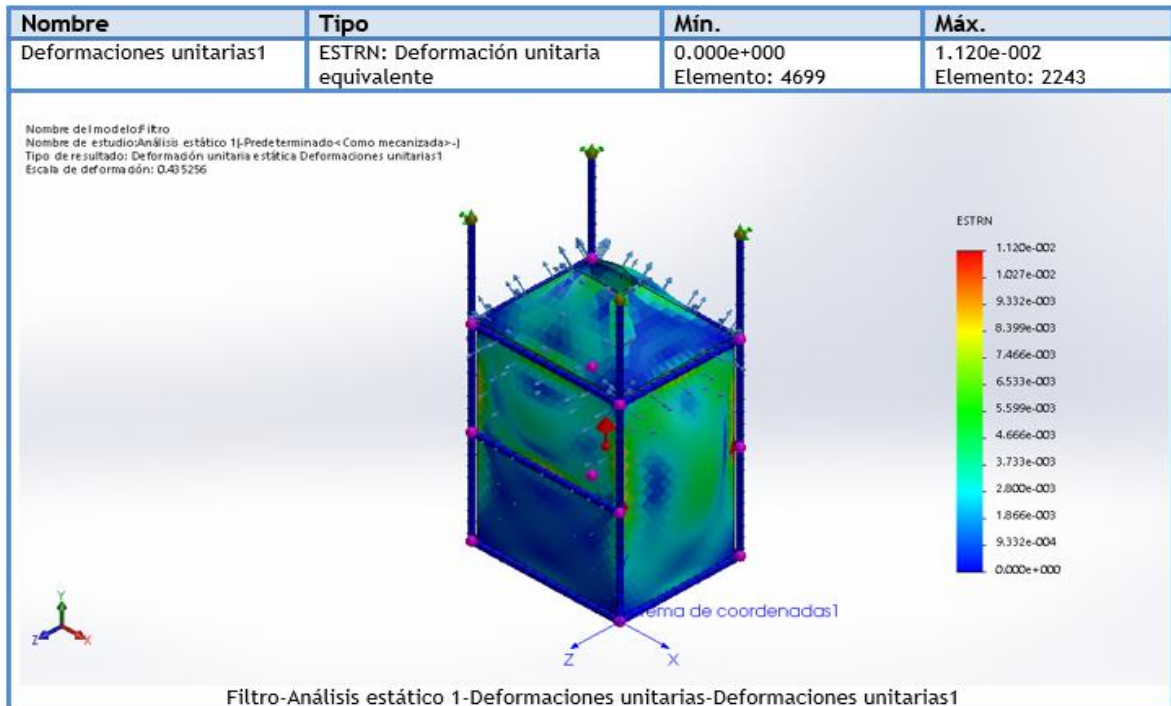 Nombre Tipo Mín. Máx.
Deformaciones unitarias1 ESTRN: Deformación unitaria equivalente 0.000e+000 Elemento: 4699 1.120e-002 Elemento: 2243
Nombre del modelo:Filtro
Nombre de estudio:Análisis estático 1(-Predeterminado<Como mecanizada>-)
Tipo de resultado: Deformación unitaria estática Deformaciones unitarias1
Escala de deformación: 0.435256
ESTRN
1.120e-002
1.027e-002
9.332e-003
8.399e-003
7.466e-003
6.533e-003
5.599e-003
4.666e-003
3.733e-003
2.800e-003
1.866e-003
9.332e-004
0.000e+000
ema de coordenadas1
Z X
Y
Z X
Filtro-Análisis estático 1-Deformaciones unitarias-Deformaciones unitarias1